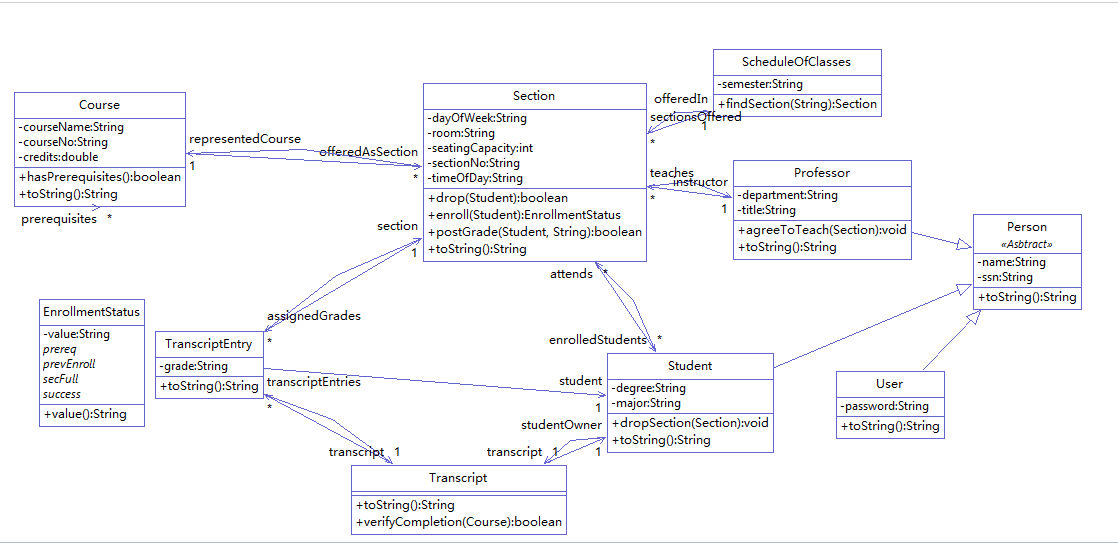 ScheduleOfClasses
-semester:String
+findSection(String):Section
Course
-courseName:String
-courseNo:String
-credits:double
+hasPrerequisites():boolean
+toString():String
prerequisites *
representedCourse
1
offeredAsSection
*
Section
-dayOfWeek:String
-room:String
-seatingCapacity:int
-sectionNo:String
-timeOfDay:String
+drop(Student):boolean
+enroll(Student):EnrollmentStatus
+postGrade(Student, String):boolean
+toString():String
offeredIn
1
sectionsOffered
*
teaches
*
instructor
1
Professor
-department:String
-title:String
+agreeToTeach(Section):void
+toString():String
Person
«Asbtract»
-name:String
-ssn:String
+toString():String
section
1
attends *
EnrollmentStatus
-value:String
prereq
prevEnroll
secFull
success
+value():String
assignedGrades
*
TranscriptEntry
-grade:String
+toString():String
transcriptEntries
*
enrolledStudents *
student
1
Student
-degree:String
-major:String
+dropSection(Section):void
+toString():String
User
-password:String
+toString():String
studentOwner
1
transcript 1
transcript 1
Transcript
+toString():String
+verifyCompletion(Course):boolean